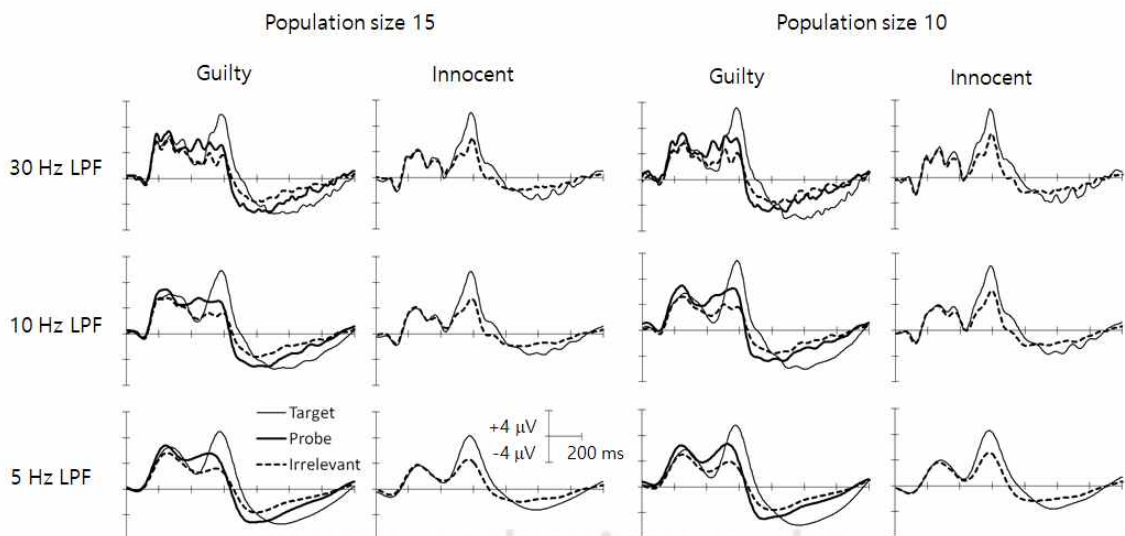 Population size 15 Population size 10
Guilty Innocent Guilty Innocent
30 Hz LPF
10 Hz LPF
Target
Probe
Irrelevant
+4 μV
-4 μV 200 ms
5 Hz LPF